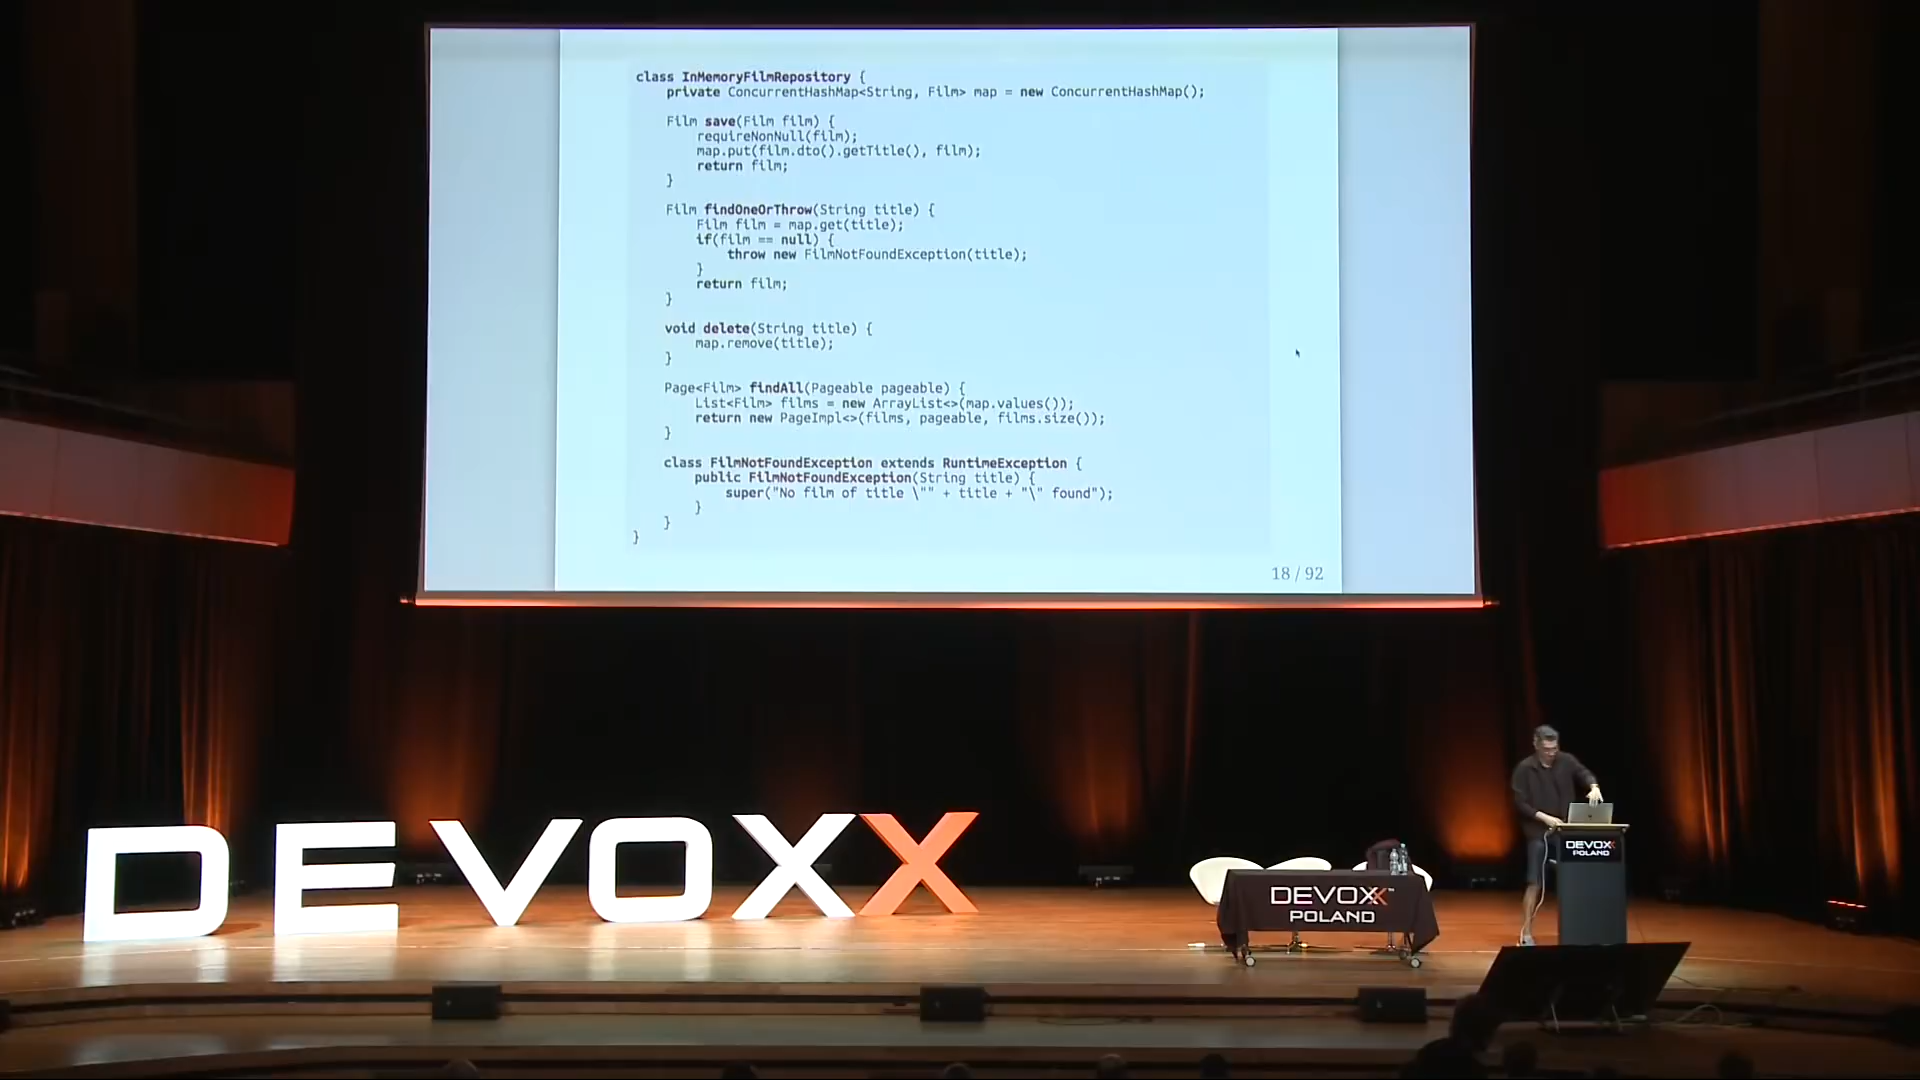 class InMemoryFilmRepository {
    private ConcurrentHashMap<String, Film> map = new ConcurrentHashMap();
    Film save(Film film) {
        requireNonNull(film);
        map.put(film.dto().getTitle(), film);
        return film;
    }
    Film findOneOrThrow(String title) {
        Film film = map.get(title);
        if(film == null) {
            throw new FilmNotFoundException(title);
        }
        return film;
    }
    void delete(String title) {
        map.remove(title);
    }
    Page<Film> findAll(Pageable pageable) {
        List<Film> films = new ArrayList<>(map.values());
        return new PageImpl<>(films, pageable, films.size());
    }
    class FilmNotFoundException extends RuntimeException {
        public FilmNotFoundException(String title) {
            super("No film of title \"" + title + "\" found");
        }
    }
}
18 / 92
DEVOXX
DEVOXX™
POLAND
DEVOXX
POLAND